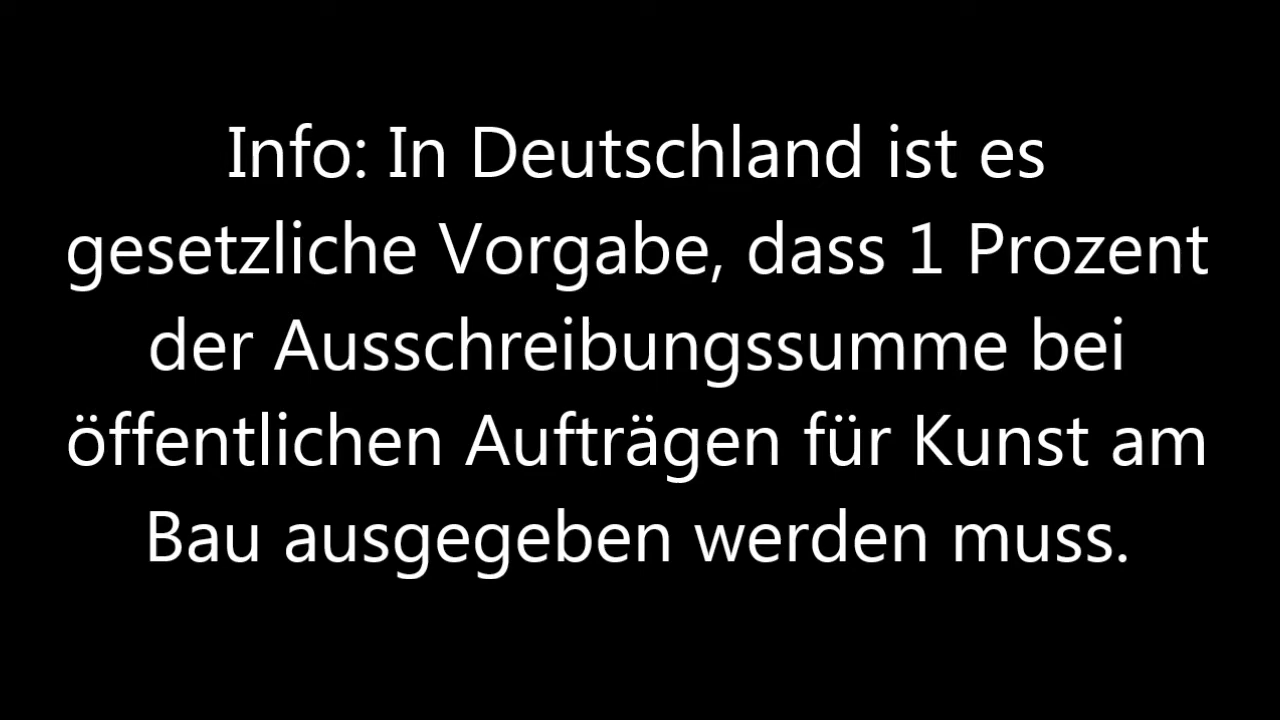 Info: In Deutschland ist es
gesetzliche Vorgabe, dass 1 Prozent
der Ausschreibungssumme bei
öffentlichen Aufträgen für Kunst am
Bau ausgegeben werden muss.